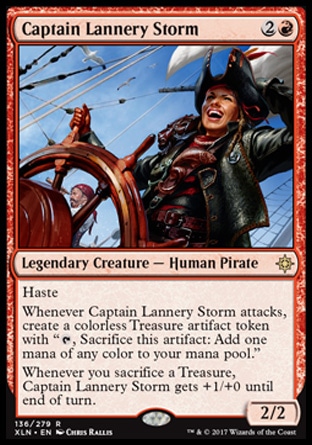 Captain Lannery Storm 2
Legendary Creature — Human Pirate
Haste
Whenever Captain Lannery Storm attacks,
create a colorless Treasure artifact token
with “, Sacrifice this artifact: Add one
mana of any color to your mana pool.”
Whenever you sacrifice a Treasure,
Captain Lannery Storm gets +1/+0 until
end of turn.
2/2
136/279 R
XLN • EN Chris Rallis
™ & © 2017 Wizards of the Coast